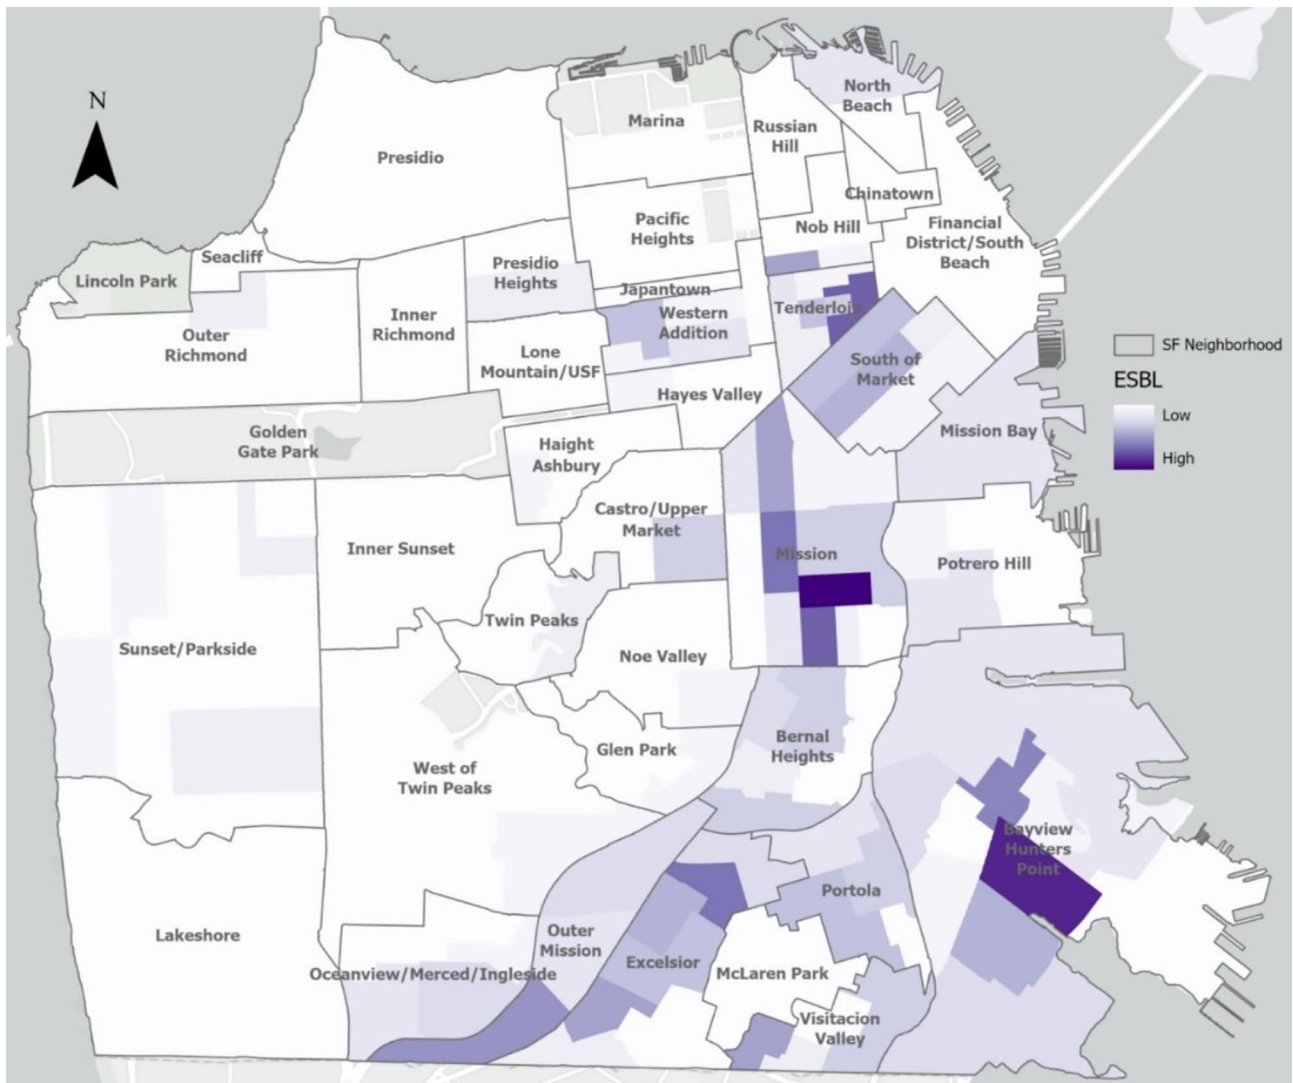 N
North
Beach
Marina
Russian
Hill
Presidio
Chinatown
Pacific
Heights
Nob Hill
Financial
District/South
Beach
Seacliff
Lincoln Park
Presidio
Heights
Japantown
Western
Addition
Tenderloin
Inner
Richmond
Outer
Richmond
Lone
Mountain/USF
South of
Market
SF Neighborhood
ESBL
Low
High
Hayes Valley
Golden
Gate Park
Haight
Ashbury
Mission Bay
Castro/Upper
Market
Inner Sunset
Mission
Potrero Hill
Twin Peaks
Sunset/Parkside
Noe Valley
Glen Park
Bernal
Heights
West of
Twin Peaks
Bayview
Hunters
Point
Portola
Lakeshore
Outer
Mission
Excelsior
Oceanview/Merced/Ingleside
McLaren Park
Visitacion
Valley